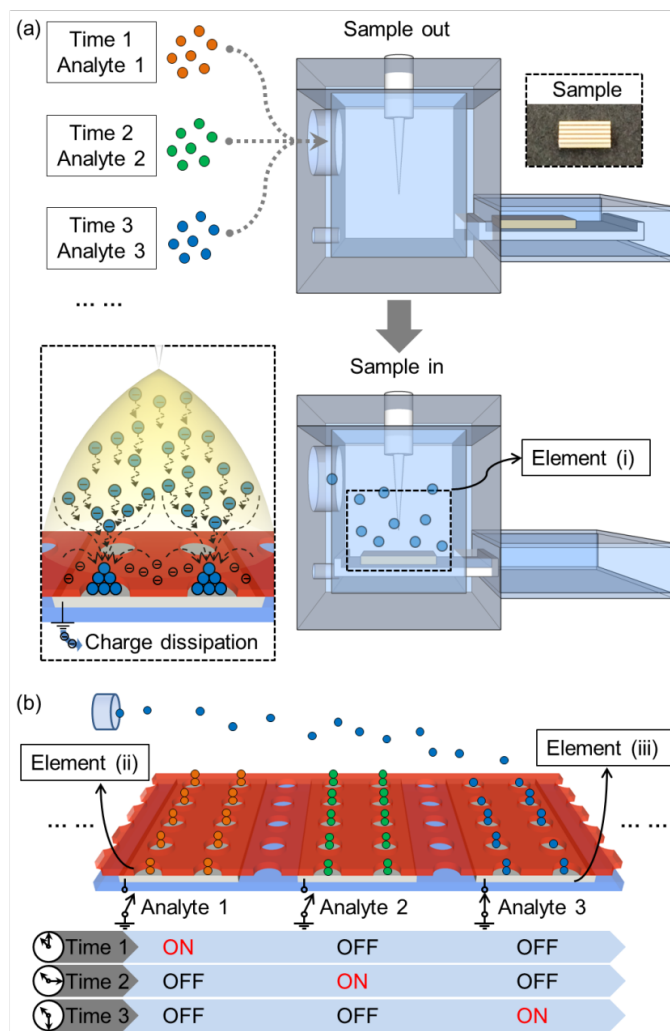 (a)
Time 1
Analyte 1
Time 2
Analyte 2
Time 3
Analyte 3
... ...
Sample out
Sample
Sample in
Element (i)
Charge dissipation
(b)
Element (ii)
Element (iii)
... ...
... ...
Analyte 1
Analyte 2
Analyte 3
Time 1 ON OFF OFF
Time 2 OFF ON OFF
Time 3 OFF OFF ON